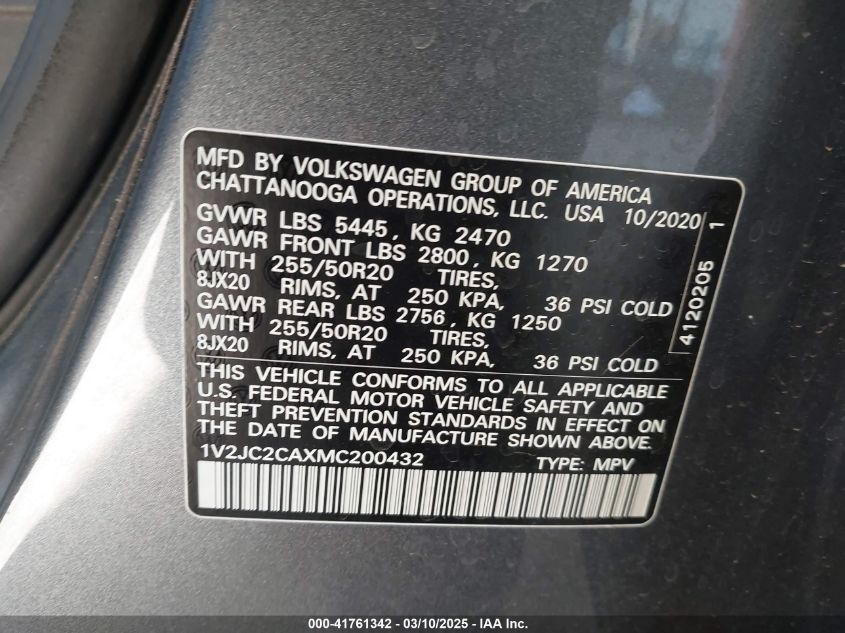 MFD BY VOLKSWAGEN GROUP OF AMERICA
CHATTANOOGA OPERATIONS, LLC. USA 10/2020
GVWR LBS 5445, KG 2470
GAWR FRONT LBS 2800, KG 1270
WITH 255/50R20 TIRES,
8JX20 RIMS, AT 250 KPA, 36 PSI COLD
GAWR REAR LBS 2756, KG 1250
WITH 255/50R20 TIRES,
8JX20 RIMS, AT 250 KPA, 36 PSI COLD
4120205 1
THIS VEHICLE CONFORMS TO ALL APPLICABLE
U.S. FEDERAL MOTOR VEHICLE SAFETY AND
THEFT PREVENTION STANDARDS IN EFFECT ON
THE DATE OF MANUFACTURE SHOWN ABOVE.
1V2JC2CAXMC200432 TYPE: MPV
000-41761342 — 03/10/2025 — IAA Inc.